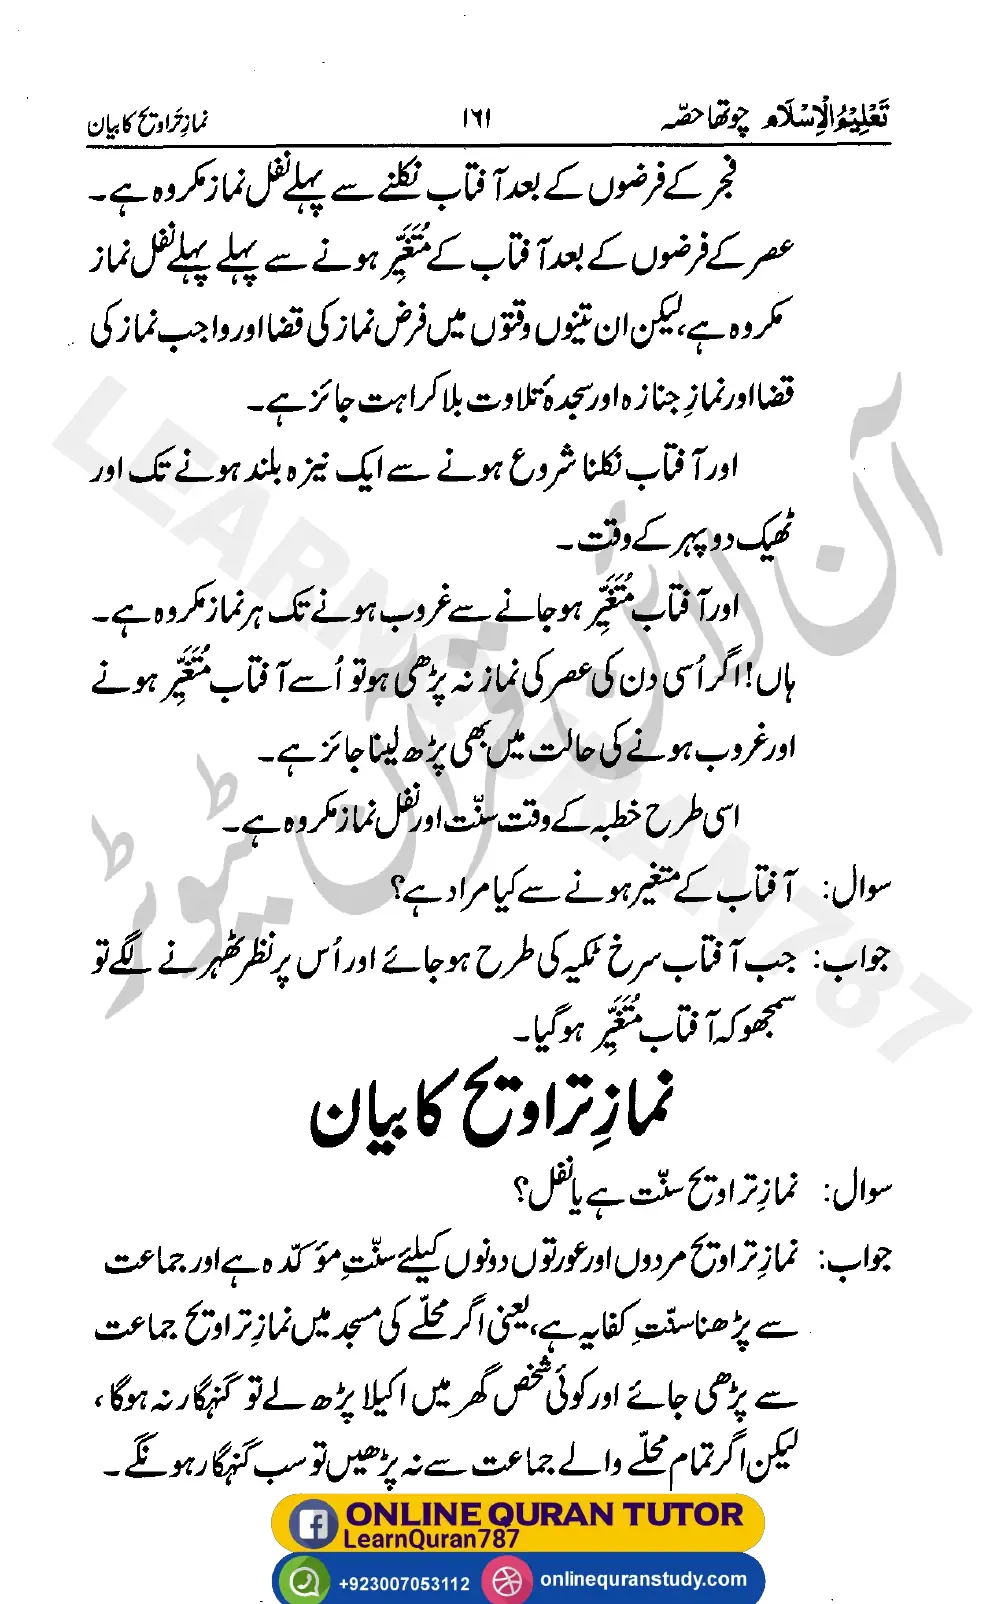 تَعْلِیْمُ الْاِسْلَام چوتھا حصّہ
۱۶۱
نمازِ تراویح کا بیان
فجر کے فرضوں کے بعد آفتاب نکلنے سے پہلے نفل نماز مکروہ ہے۔
عصر کے فرضوں کے بعد آفتاب کے مُتَغَیِّر ہونے سے پہلے پہلے نفل نماز
مکروہ ہے، لیکن ان تینوں وقتوں میں فرض نماز کی قضا اور واجب نماز کی
قضا اور نمازِ جنازہ اور سجدۂ تلاوت بلا کراہت جائز ہے۔
اور آفتاب نکلنا شروع ہونے سے ایک نیزہ بلند ہونے تک اور
ٹھیک دوپہر کے وقت۔
اور آفتاب مُتَغَیِّر ہو جانے سے غروب ہونے تک ہر نماز مکروہ ہے۔
ہاں! اگر اُسی دن کی عصر کی نماز نہ پڑھی ہو تو اُسے آفتاب مُتَغَیِّر ہونے
اور غروب ہونے کی حالت میں بھی پڑھ لینا جائز ہے۔
اسی طرح خطبہ کے وقت سنّت اور نفل نماز مکروہ ہے۔
سوال: آفتاب کے متغیر ہونے سے کیا مراد ہے؟
جواب: جب آفتاب سرخ ٹکیہ کی طرح ہو جائے اور اُس پر نظر ٹھہرنے لگے تو
سمجھو کہ آفتاب مُتَغَیِّر ہو گیا۔
نمازِ تراویح کا بیان
سوال: نمازِ تراویح سنّت ہے یا نفل؟
جواب: نمازِ تراویح مردوں اور عورتوں دونوں کیلئے سنّتِ مؤکّدہ ہے اور جماعت
سے پڑھنا سنّتِ کفایہ ہے، یعنی اگر محلّے کی مسجد میں نمازِ تراویح جماعت
سے پڑھی جائے اور کوئی شخص گھر میں اکیلا پڑھ لے تو گنہگار نہ ہوگا،
لیکن اگر تمام محلّے والے جماعت سے نہ پڑھیں تو سب گنہگار ہونگے۔
آن لائن قرآن ٹیوٹر
LEARNQURAN787
ONLINE QURAN TUTOR
LearnQuran787
+923007053112
onlinequranstudy.com